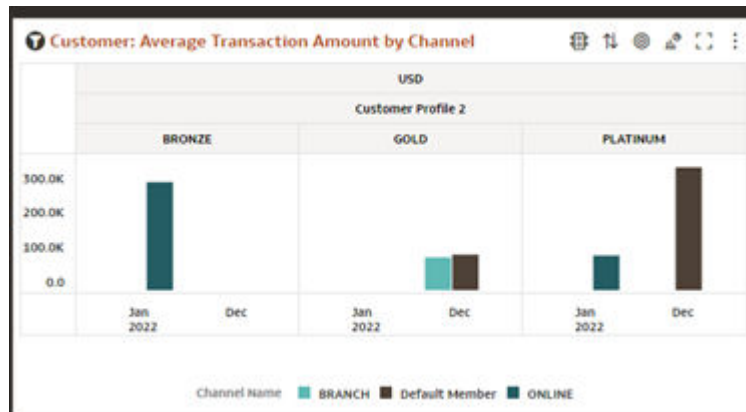 Customer: Average Transaction Amount by Channel
USD
Customer Profile 2
BRONZE GOLD PLATINUM
300.0K
200.0K
100.0K
0.0
Jan Dec Jan Dec Jan Dec
2022 2022 2022
Channel Name BRANCH Default Member ONLINE